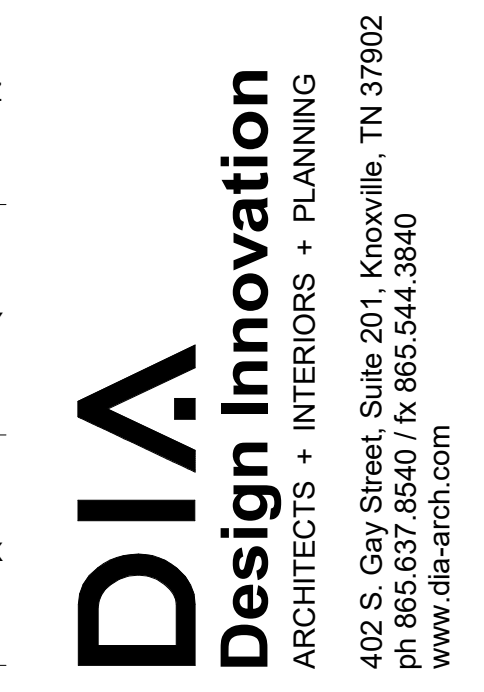 DIA
Design Innovation
ARCHITECTS + INTERIORS + PLANNING
402 S. Gay Street, Suite 201, Knoxville, TN 37902
ph 865.637.8540 / fx 865.544.3840
www.dia-arch.com